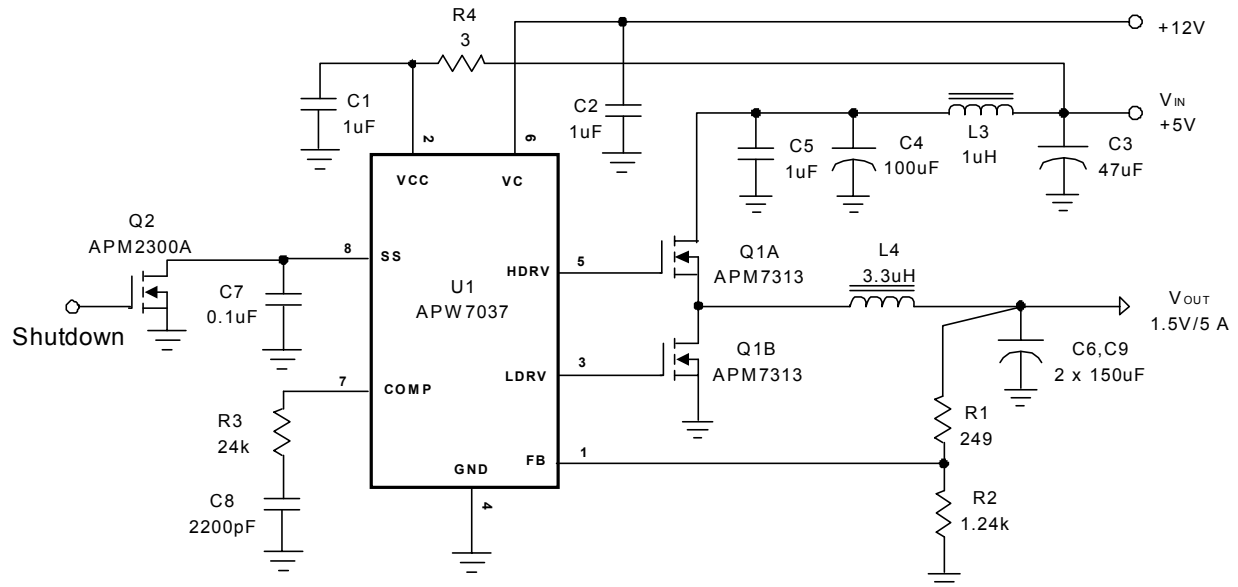 R4
3
+12V
C1
1uF
C2
1uF
VIN
+5V
L3
1uH
C5
1uF
C4
100uF
C3
47uF
2
6
VCC
VC
Q2
APM2300A
8
SS
C7
0.1uF
Shutdown
U1
APW7037
HDRV
5
Q1A
APM7313
L4
3.3uH
VOUT
1.5V/5 A
LDRV
3
Q1B
APM7313
C6,C9
2 x 150uF
7
COMP
R3
24k
R1
249
FB
1
GND
4
C8
2200pF
R2
1.24k